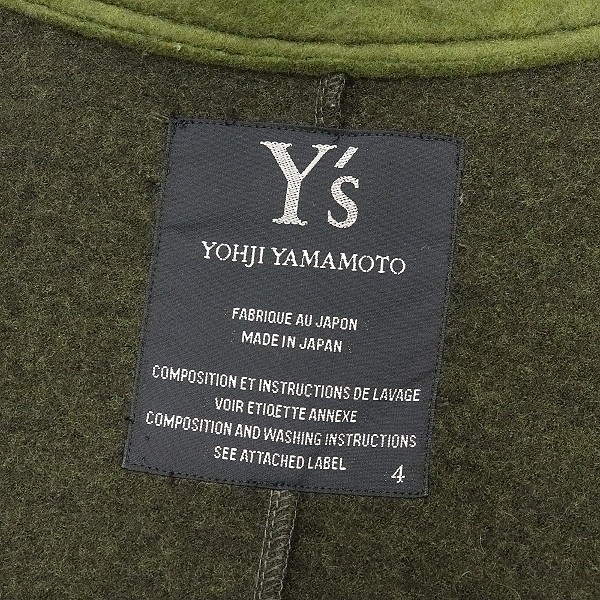 Y's
YOHJI YAMAMOTO
FABRIQUE AU JAPON
MADE IN JAPAN
COMPOSITION ET INSTRUCTIONS DE LAVAGE
VOIR ETIQETTE ANNEXE
COMPOSITION AND WASHING INSTRUCTIONS
SEE ATTACHED LABEL
4